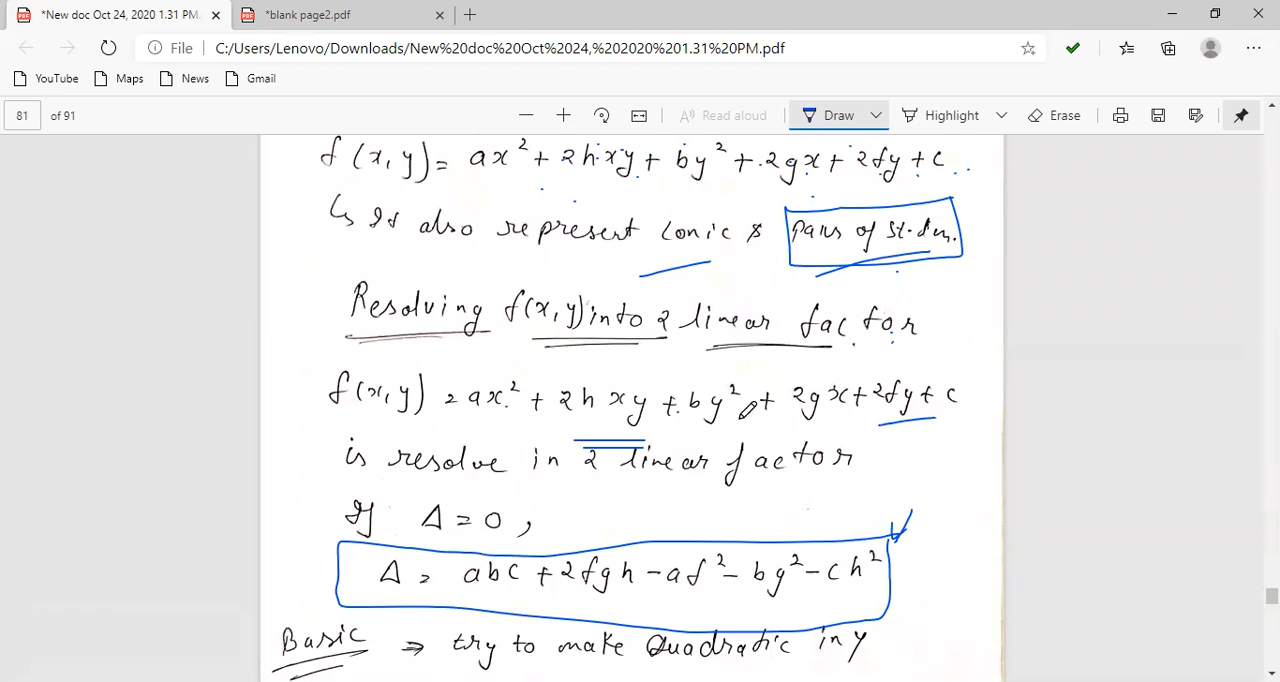 *New doc Oct 24, 2020 1.31 PM.
*blank page2.pdf
File C:/Users/Lenovo/Downloads/New%20doc%20Oct%2024,%202020%201.31%20PM.pdf
YouTube Maps News Gmail
81 of 91 Read aloud Draw Highlight Erase
f(x,y) = ax² + 2hxy + by² + 2gx + 2fy + c
↳ It also represent conic & Pairs of St. lin.
Resolving f(x,y) into 2 linear factor
f(x,y) = ax² + 2hxy + by² + 2gx + 2fy + c
is resolve in 2 linear factor
If Δ = 0,
Δ = abc + 2fgh - af² - bg² - ch²
Basic ⇒ try to make Quadratic in y